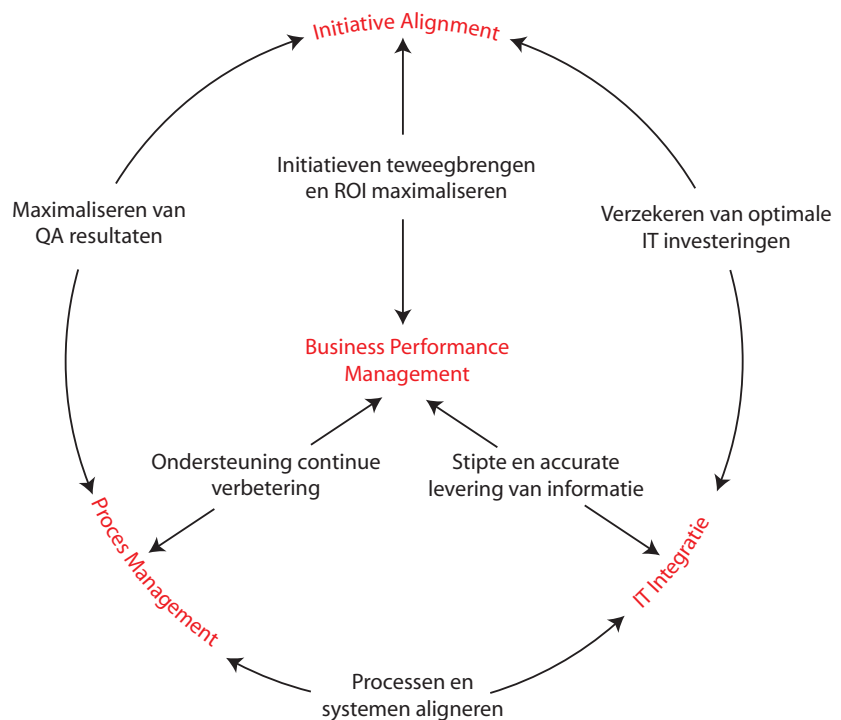 Initiative Alignment
Initiatieven teweegbrengen
en ROI maximaliseren
Maximaliseren van
QA resultaten
Verzekeren van optimale
IT investeringen
Business Performance
Management
Ondersteuning continue
verbetering
Stipte en accurate
levering van informatie
Proces Management
IT Integratie
Processen en
systemen aligneren